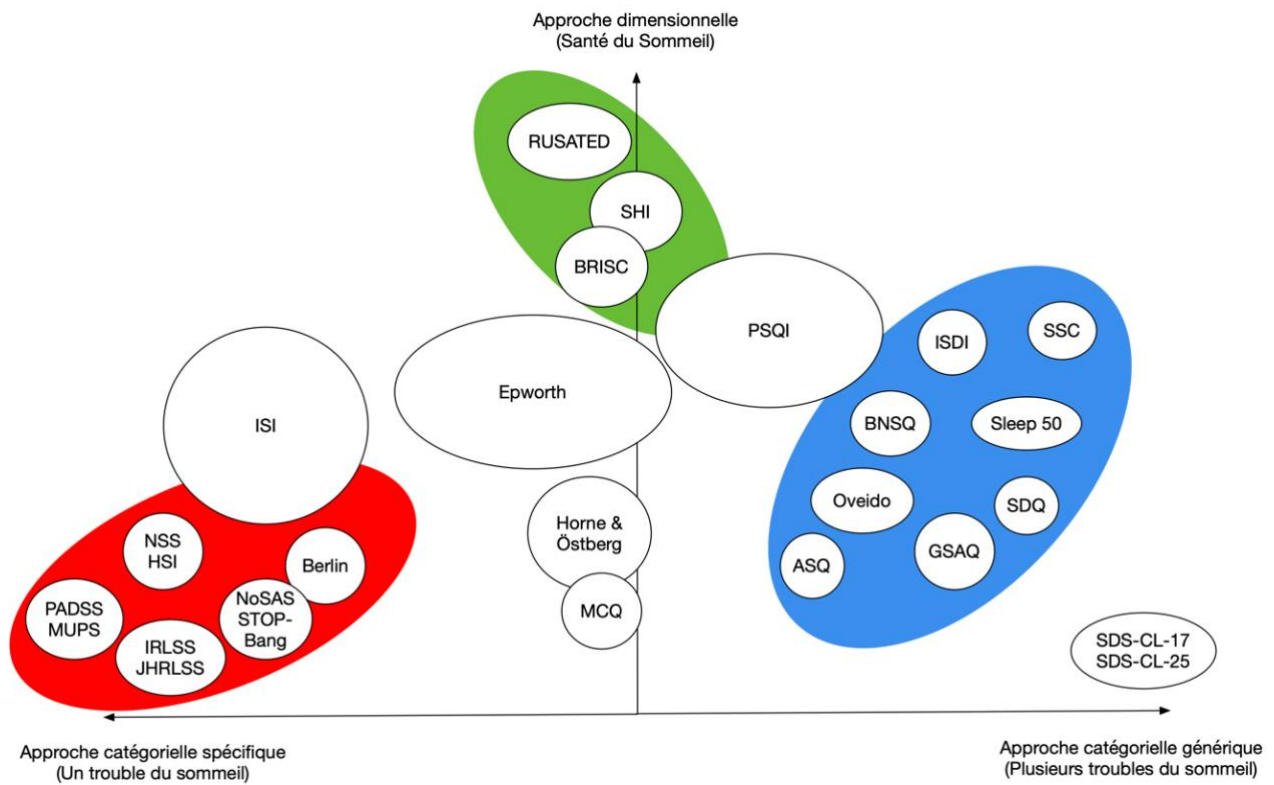 Approche dimensionnelle
(Santé du Sommeil)
RUSATED
SHI
BRISC
PSQI
ISDI
SSC
Epworth
ISI
BNSQ
Sleep 50
Oveido
SDQ
Horne &
Östberg
NSS
HSI
Berlin
ASQ
GSAQ
PADSS
MUPS
NoSAS
STOP-
Bang
MCQ
IRLSS
JHRLSS
SDS-CL-17
SDS-CL-25
Approche catégorielle spécifique
(Un trouble du sommeil)
Approche catégorielle générique
(Plusieurs troubles du sommeil)